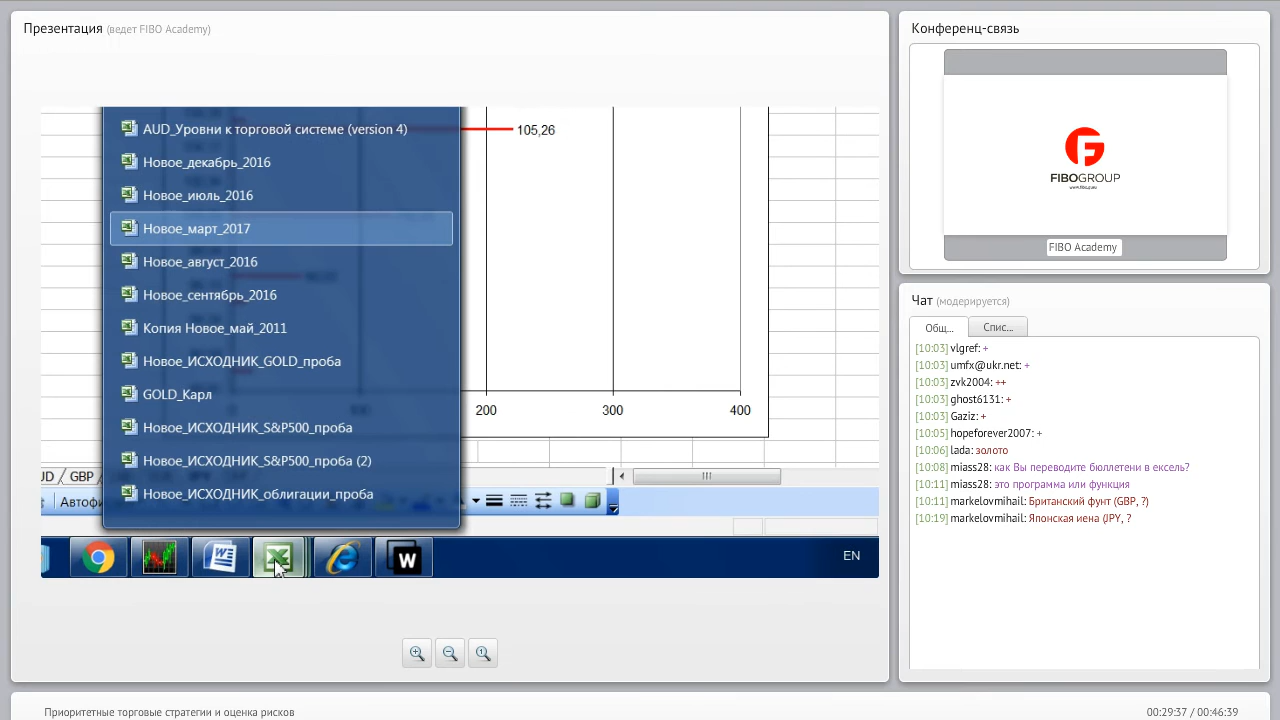 Презентация (ведет FIBO Academy)
AUD_Уровни к торговой системе (version 4)
105,26
Новое_декабрь_2016
Новое_июль_2016
Новое_март_2017
Новое_август_2016
Новое_сентябрь_2016
Копия Новое_май_2011
Новое_ИСХОДНИК_GOLD_проба
GOLD_Карл
Новое_ИСХОДНИК_S&P500_проба
Новое_ИСХОДНИК_S&P500_проба (2)
Новое_ИСХОДНИК_облигации_проба
200 300 400
UD / GBP /
Автофи
W
EN
Конференц-связь
FIBOGROUP
FIBO Academy
Чат (модерируется)
Общ... Спис...
[10:03] vlgref: +
[10:03] umfx@ukr.net: +
[10:03] zvk2004: ++
[10:03] ghost6131: +
[10:03] Gaziz: +
[10:05] hopeforever2007: +
[10:06] lada: золото
[10:08] miass28: как Вы переводите бюллетени в ексель?
[10:11] miass28: это программа или функция
[10:11] markelovmihail: Британский фунт (GBP, ?)
[10:19] markelovmihail: Японская иена (JPY, ?
Приоритетные торговые стратегии и оценка рисков
00:29:37 / 00:46:39